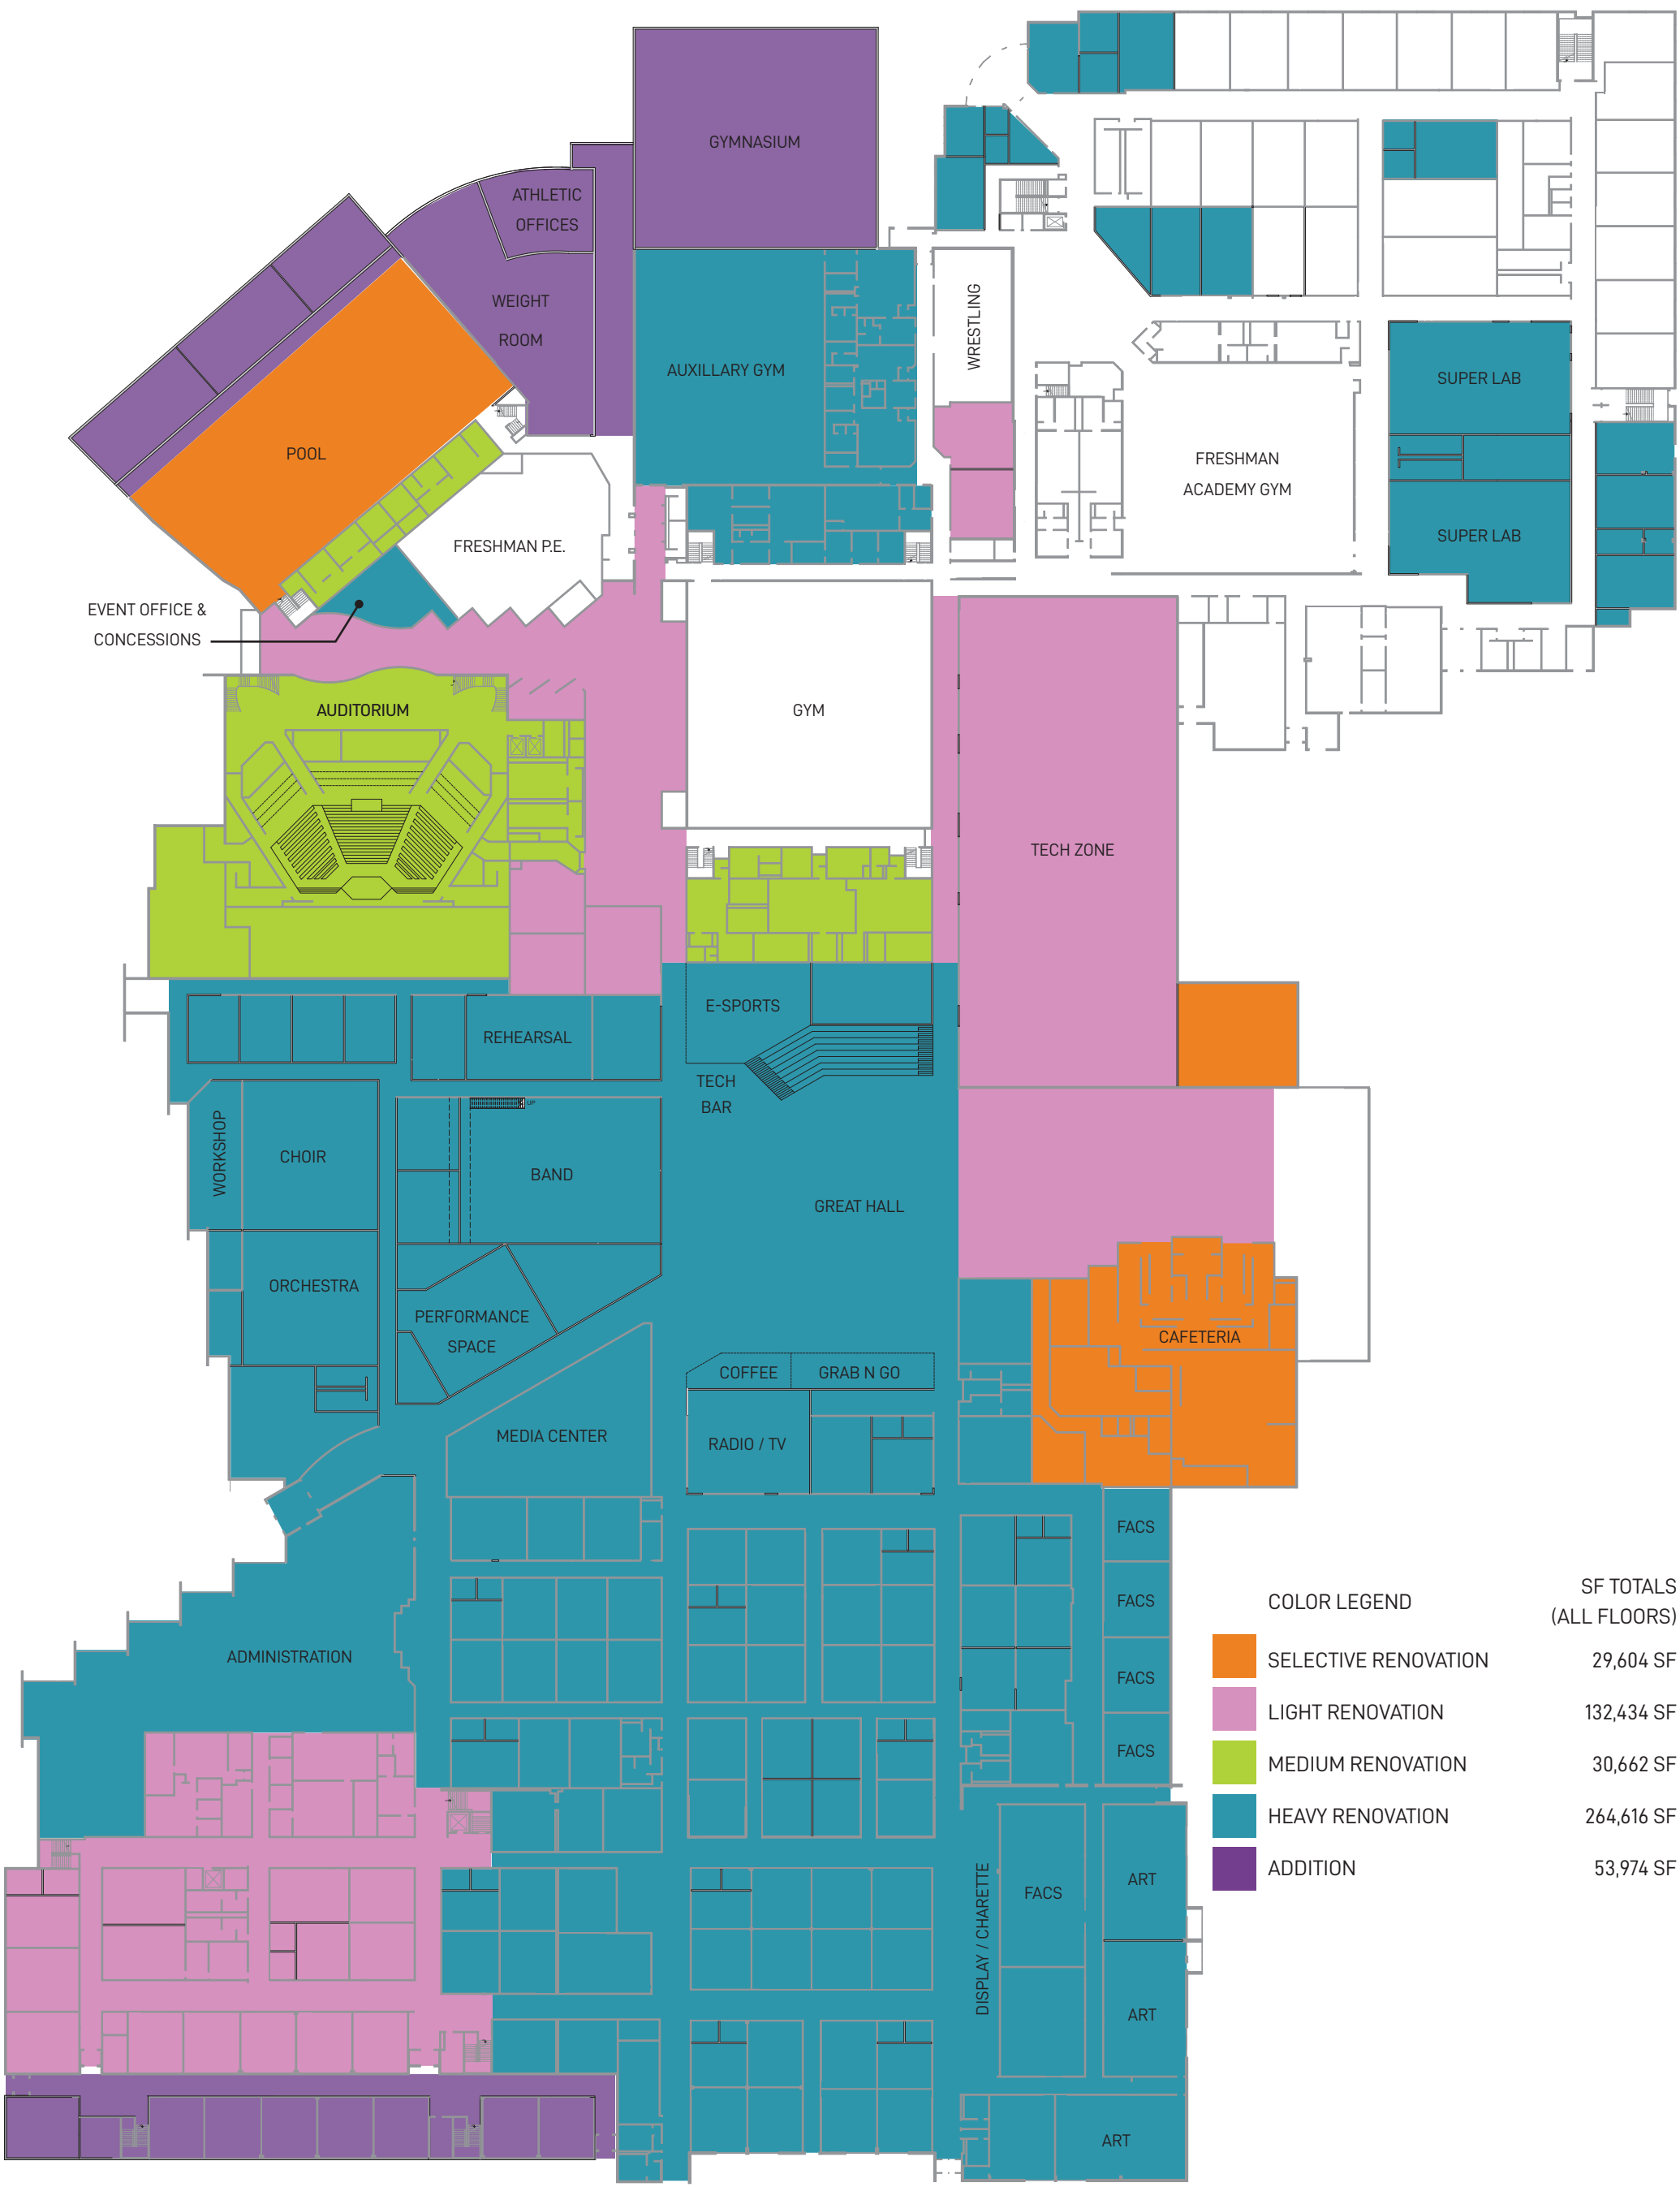 GYMNASIUM
ATHLETIC
OFFICES
WEIGHT
ROOM
AUXILLARY GYM
WRESTLING
POOL
FRESHMAN P.E.
SUPER LAB
FRESHMAN
ACADEMY GYM
SUPER LAB
EVENT OFFICE &
CONCESSIONS
AUDITORIUM
GYM
TECH ZONE
E-SPORTS
REHEARSAL
TECH
BAR
UP
WORKSHOP
CHOIR
BAND
GREAT HALL
ORCHESTRA
PERFORMANCE
SPACE
CAFETERIA
COFFEE
GRAB N GO
MEDIA CENTER
RADIO / TV
FACS
FACS
FACS
FACS
ADMINISTRATION
DISPLAY / CHARETTE
FACS
ART
ART
ART
COLOR LEGEND
SF TOTALS
(ALL FLOORS)
SELECTIVE RENOVATION 29,604 SF
LIGHT RENOVATION 132,434 SF
MEDIUM RENOVATION 30,662 SF
HEAVY RENOVATION 264,616 SF
ADDITION 53,974 SF